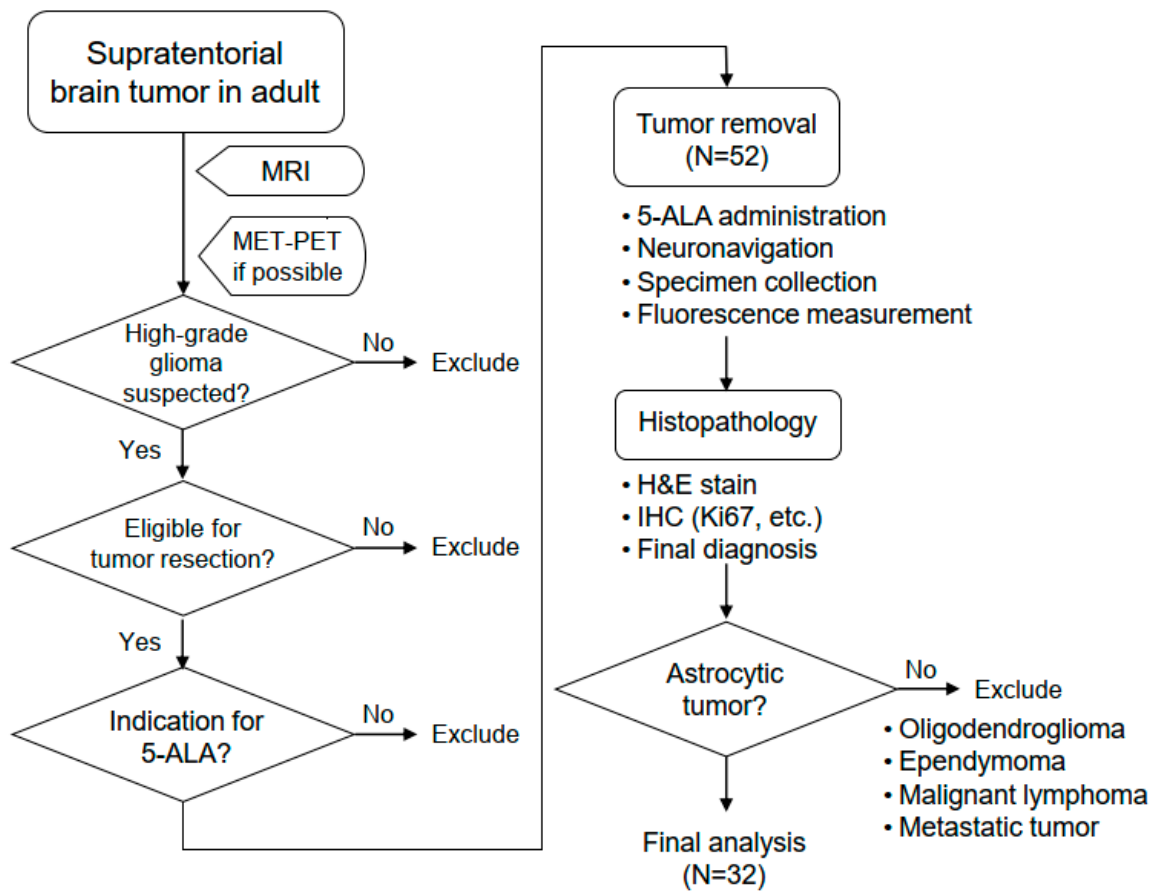 Supratentorial
brain tumor in adult
MRI
MET-PET
if possible
High-grade
glioma
suspected?
No
Exclude
Yes
Eligible for
tumor resection?
No
Exclude
Yes
Indication for
5-ALA?
No
Exclude
Tumor removal
(N=52)
• 5-ALA administration
• Neuronavigation
• Specimen collection
• Fluorescence measurement
Histopathology
• H&E stain
• IHC (Ki67, etc.)
• Final diagnosis
Astrocytic
tumor?
No
Exclude
• Oligodendroglioma
• Ependymoma
• Malignant lymphoma
• Metastatic tumor
Final analysis
(N=32)